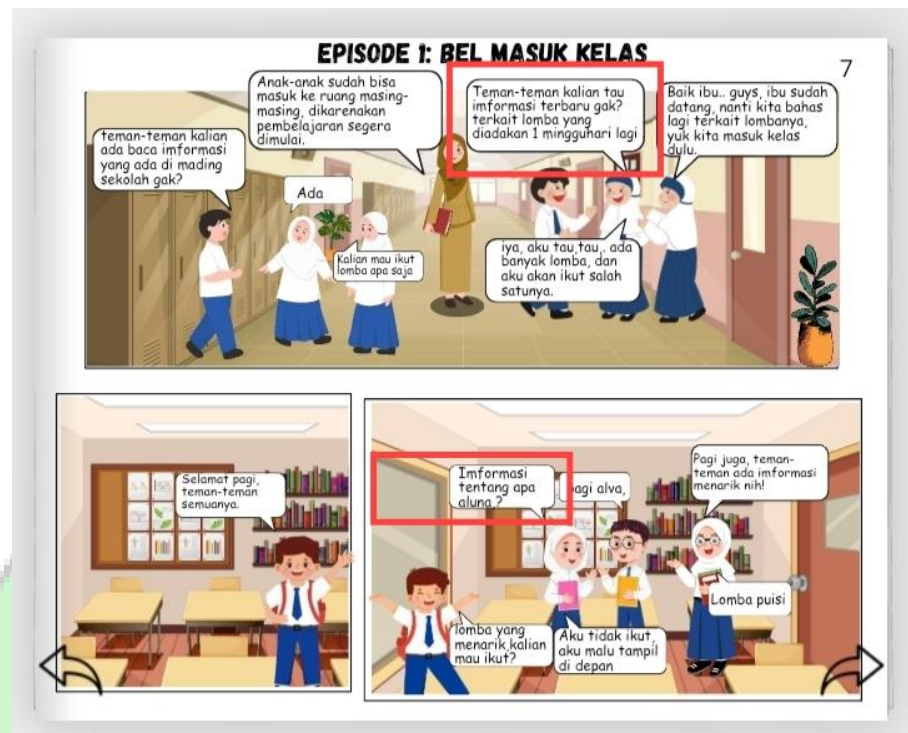 EPISODE 1: BEL MASUK KELAS
7
teman-teman kalian
ada baca imformasi
yang ada di mading
sekolah gak?
Anak-anak sudah bisa
masuk ke ruang masing-
masing, dikarenakan
pembelajaran segera
dimulai.
Ada
Kalian mau ikut
lomba apa saja
Teman-teman kalian tau
imformasi terbaru gak?
terkait lomba yang
diadakan 1 mingguhari lagi
iya, aku tau,tau,. ada
banyak lomba, dan
aku akan ikut salah
satunya.
Baik ibu.. guys, ibu sudah
datang, nanti kita bahas
lagi terkait lombanya,
yuk kita masuk kelas
dulu.
Selamat pagi,
teman-teman
semuanya.
Imformasi
tentang apa
aluna ?
pagi alva,
Pagi juga, teman-
teman ada imformasi
menarik nih!
lomba yang
menarik,kalian
mau ikut?
Aku tidak ikut,
aku malu tampil
di depan
Lomba puisi